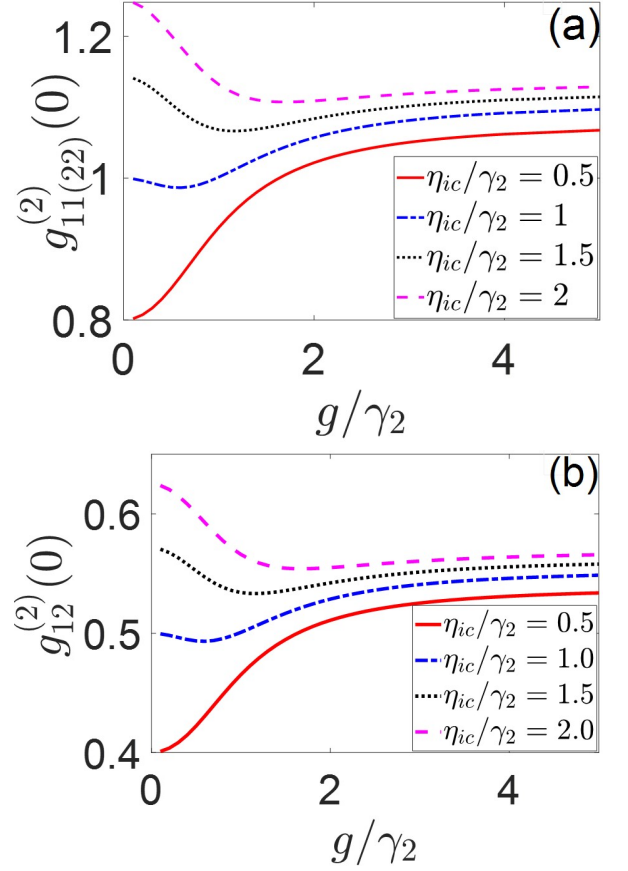 (a)
1.2
1
0.8
g^{(2)}_{11(22)}(0)
η_{ic}/γ_2 = 0.5
η_{ic}/γ_2 = 1
η_{ic}/γ_2 = 1.5
η_{ic}/γ_2 = 2
0 2 4
g/γ_2
(b)
0.6
0.5
0.4
g^{(2)}_{12}(0)
η_{ic}/γ_2 = 0.5
η_{ic}/γ_2 = 1.0
η_{ic}/γ_2 = 1.5
η_{ic}/γ_2 = 2.0
0 2 4
g/γ_2